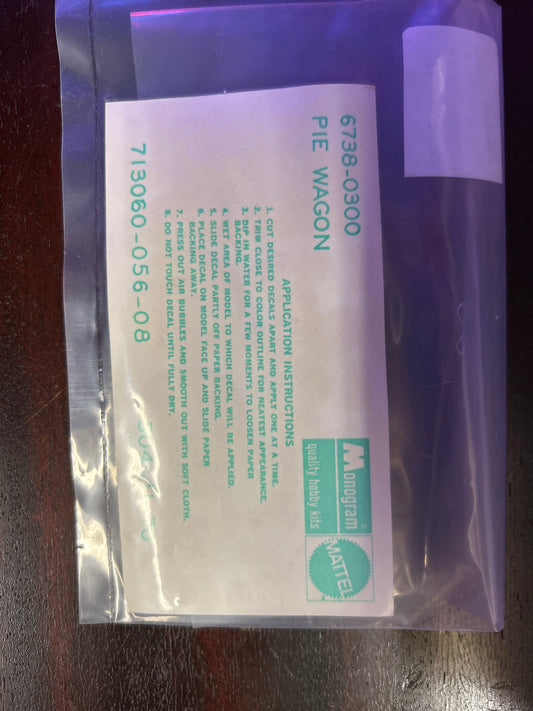 6738-0300
PIE WAGON
Monogram®
quality hobby kits
MATTEL
APPLICATION INSTRUCTIONS
1. CUT DESIRED DECALS APART AND APPLY ONE AT A TIME.
2. TRIM CLOSE TO COLOR OUTLINE FOR NEATEST APPEARANCE.
3. DIP IN WATER FOR A FEW MOMENTS TO LOOSEN PAPER
BACKING.
4. WET AREA OF MODEL TO WHICH DECAL WILL BE APPLIED.
5. SLIDE DECAL PARTLY OFF PAPER BACKING.
6. PLACE DECAL ON MODEL FACE UP AND SLIDE PAPER
BACKING AWAY.
7. PRESS OUT AIR BUBBLES AND SMOOTH OUT WITH SOFT CLOTH.
8. DO NOT TOUCH DECAL UNTIL FULLY DRY.
713060-056-08